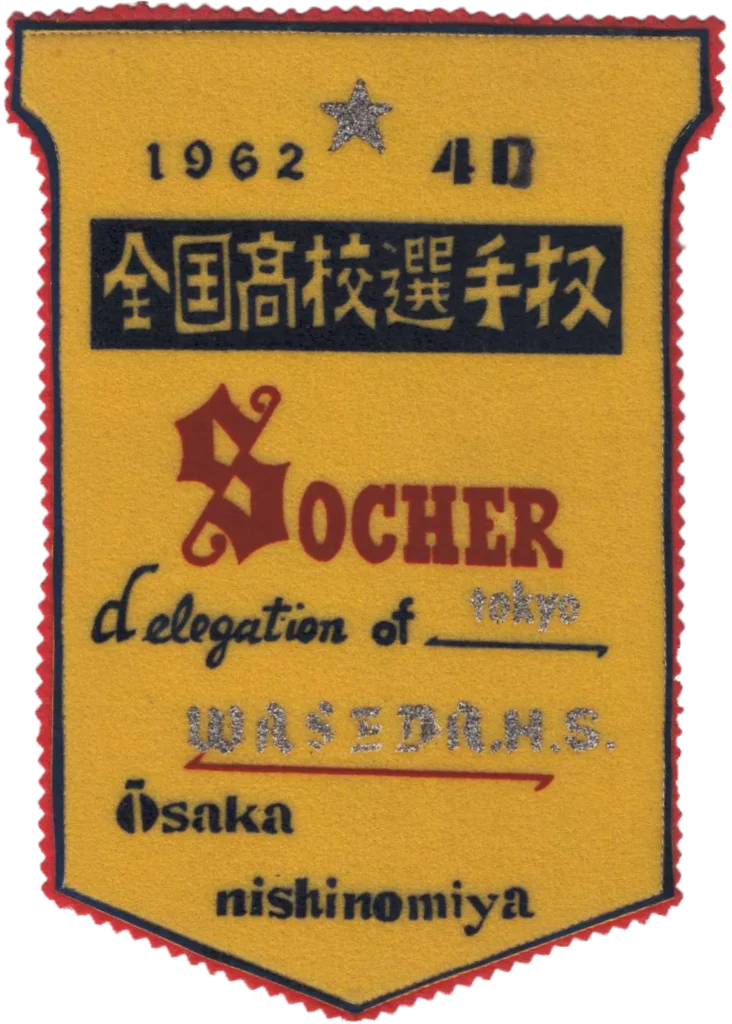 1962 40
全国高校選手权
SOCHER
delegation of tokyo
WASEDA.H.S.
Ōsaka
nishinomiya